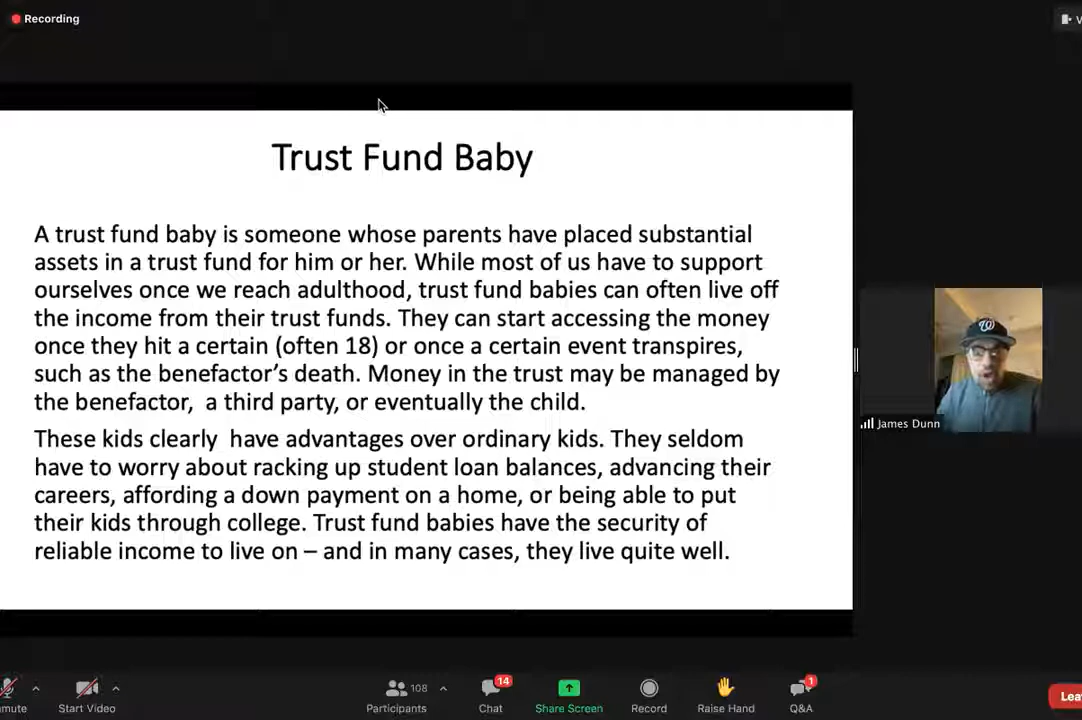 Recording
V
Trust Fund Baby
A trust fund baby is someone whose parents have placed substantial
assets in a trust fund for him or her. While most of us have to support
ourselves once we reach adulthood, trust fund babies can often live off
the income from their trust funds. They can start accessing the money
once they hit a certain (often 18) or once a certain event transpires,
such as the benefactor’s death. Money in the trust may be managed by
the benefactor,  a third party, or eventually the child.
These kids clearly  have advantages over ordinary kids. They seldom
have to worry about racking up student loan balances, advancing their
careers, affording a down payment on a home, or being able to put
their kids through college. Trust fund babies have the security of
reliable income to live on – and in many cases, they live quite well.
W
James Dunn
108
14
1
mute
Start Video
Participants
Chat
Share Screen
Record
Raise Hand
Q&A
Lea